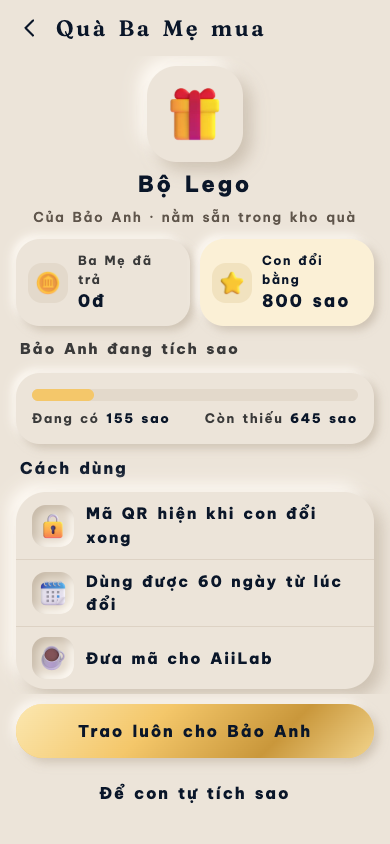 Quà Ba Mẹ mua
Bộ Lego
Của Bảo Anh · nằm sẵn trong kho quà
Ba Mẹ đã
trả
0đ
Con đổi
bằng
800 sao
Bảo Anh đang tích sao
Đang có 155 sao
Còn thiếu 645 sao
Cách dùng
Mã QR hiện khi con đổi
xong
Dùng được 60 ngày từ lúc
đổi
Đưa mã cho AiiLab
Trao luôn cho Bảo Anh
Để con tự tích sao